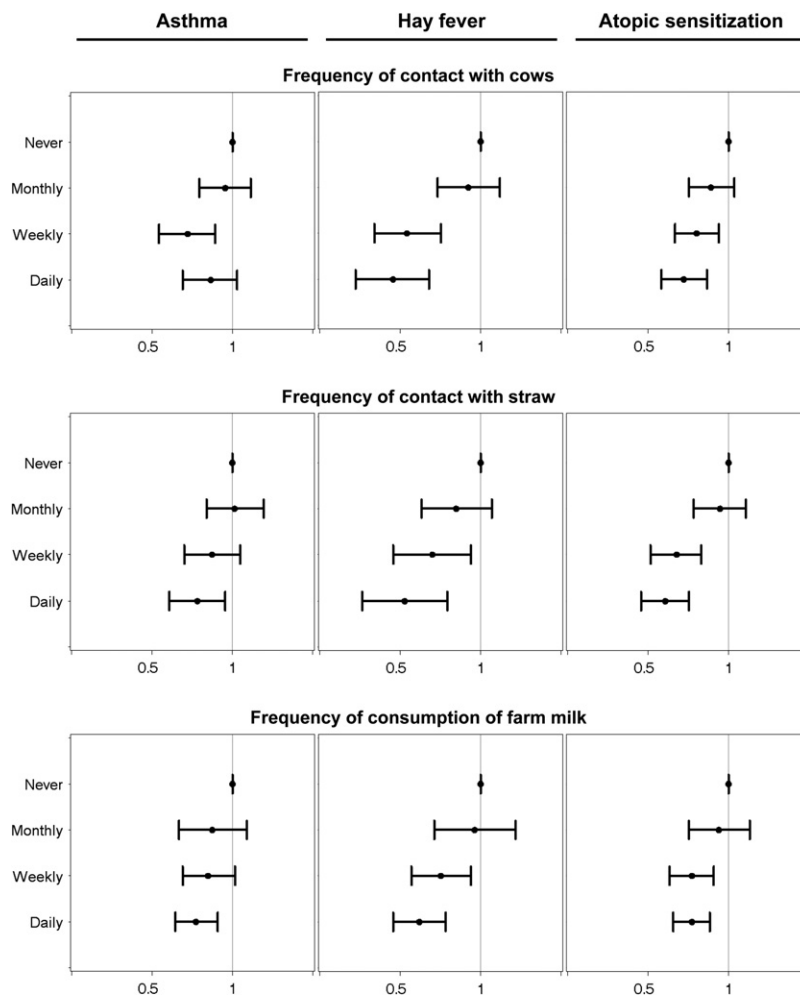 Asthma Hay fever Atopic sensitization
Frequency of contact with cows
Never
Monthly
Weekly
Daily
0.5 1 0.5 1 0.5 1
Frequency of contact with straw
Never
Monthly
Weekly
Daily
0.5 1 0.5 1 0.5 1
Frequency of consumption of farm milk
Never
Monthly
Weekly
Daily
0.5 1 0.5 1 0.5 1